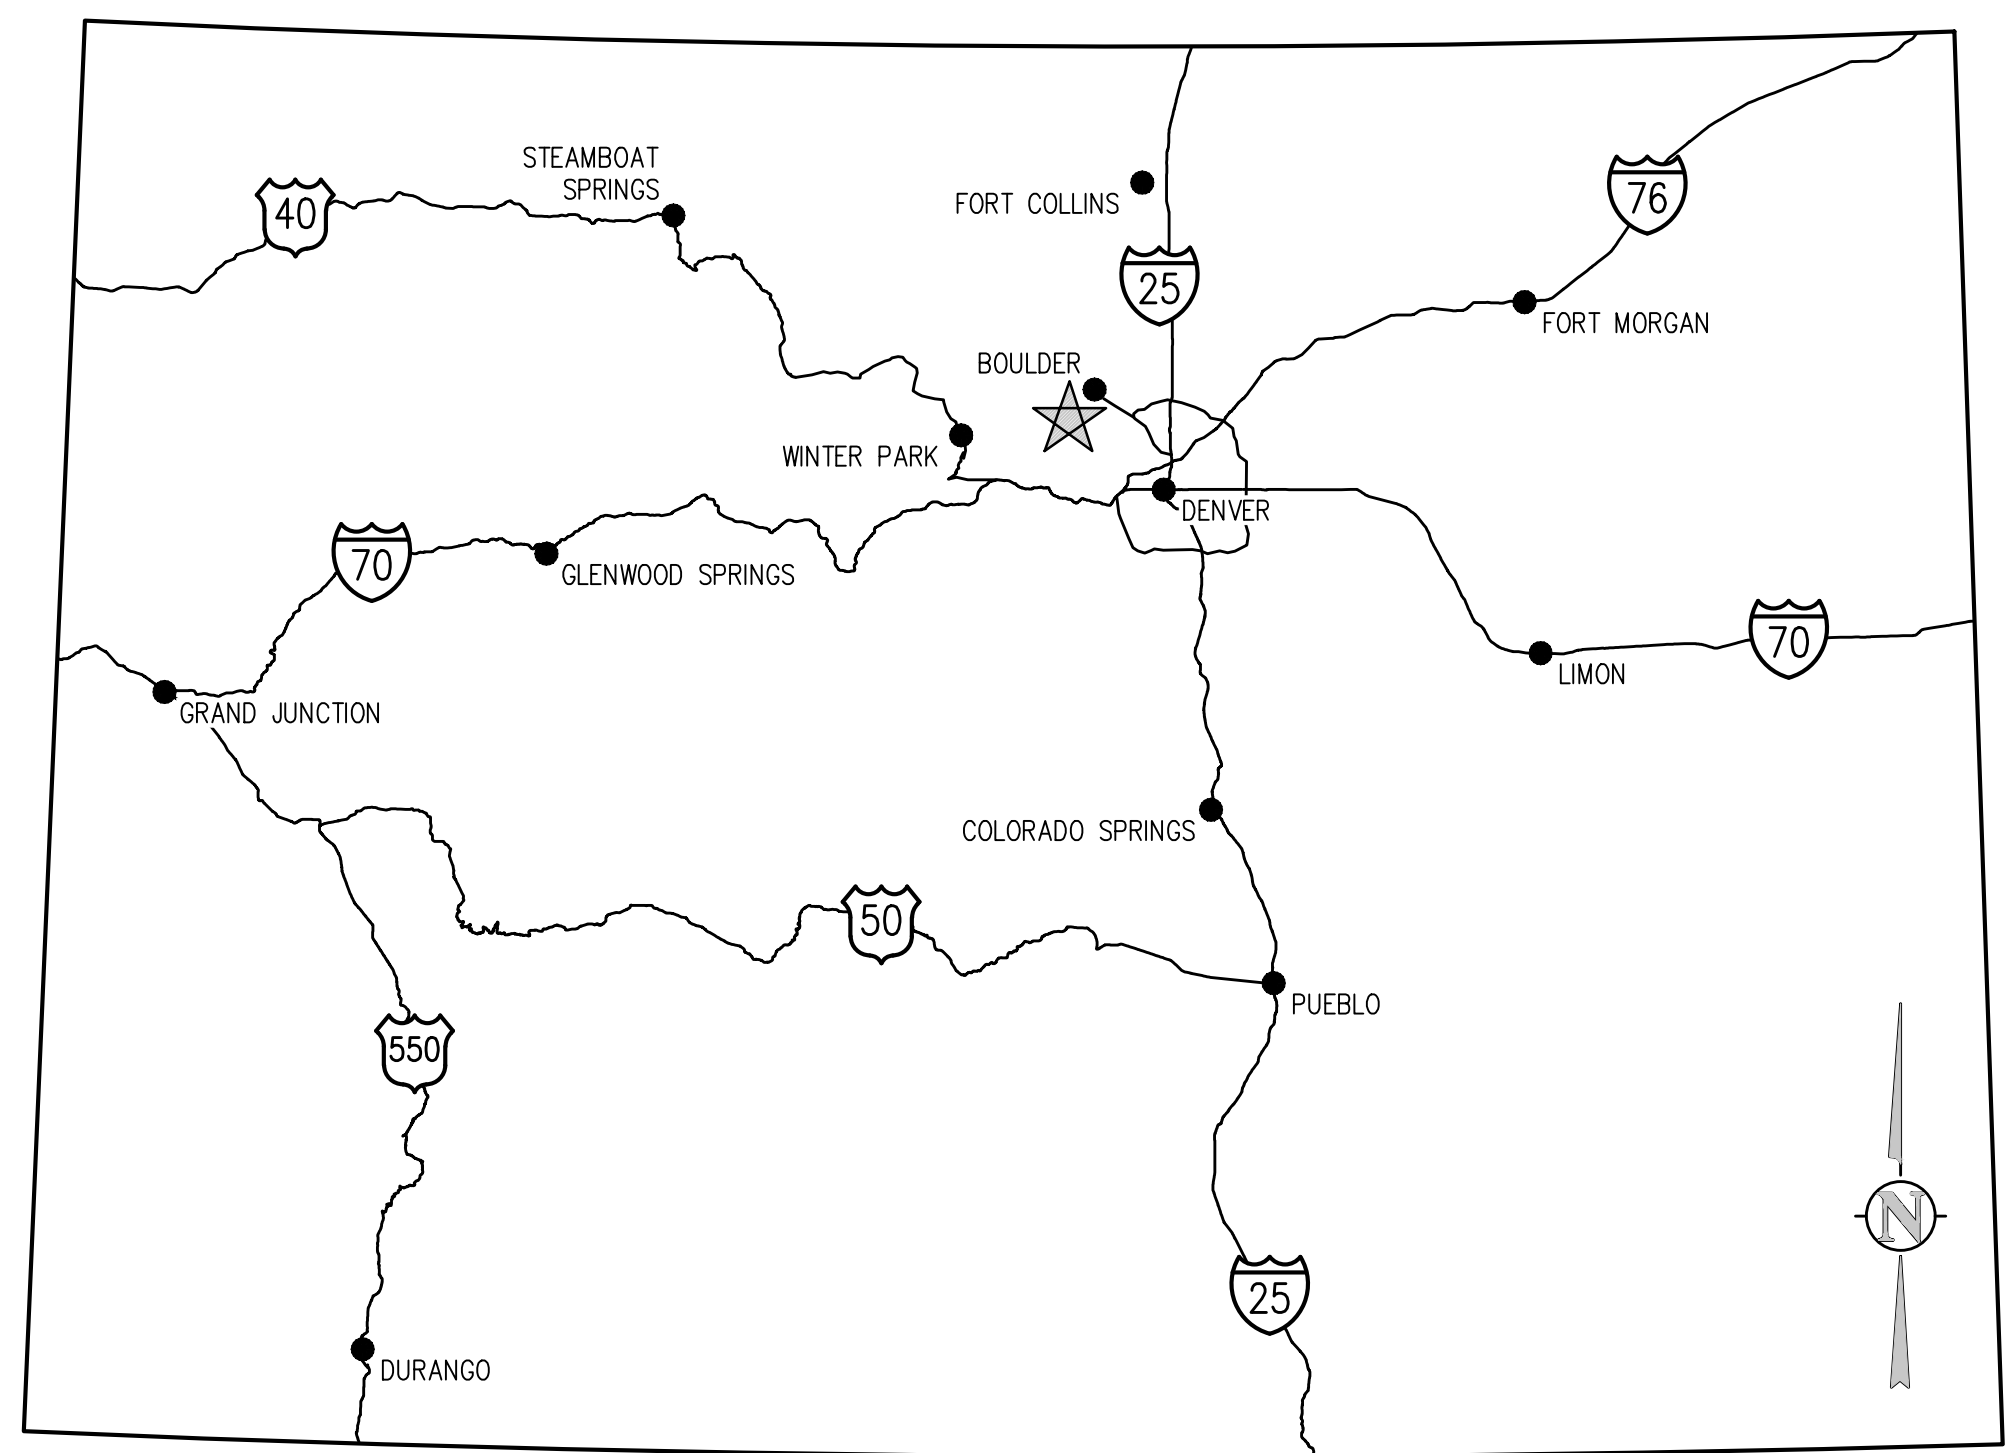 STEAMBOAT
SPRINGS
40
FORT COLLINS
76
25
FORT MORGAN
BOULDER
WINTER PARK
DENVER
70
GLENWOOD SPRINGS
70
LIMON
GRAND JUNCTION
COLORADO SPRINGS
50
PUEBLO
550
N
25
DURANGO